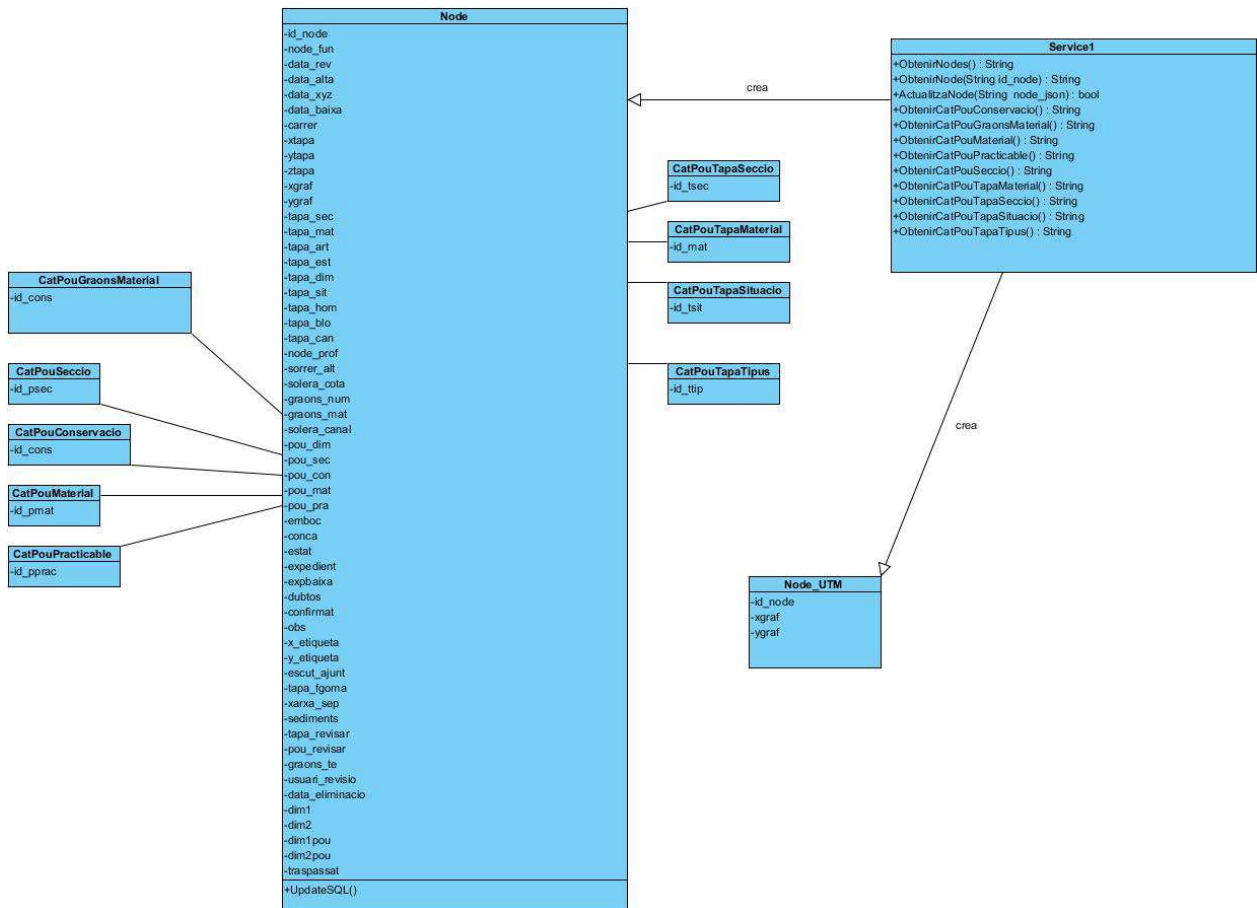 Node
-id_node
-node_fun
-data_rev
-data_alta
-data_xyz
-data_baixa
-carrer
-xtapa
-ytapa
-ztapa
-xgraf
-ygraf
-tapa_sec
-tapa_mat
-tapa_art
-tapa_est
-tapa_dim
-tapa_sit
-tapa_hom
-tapa_blo
-tapa_can
-node_prof
-sorrer_alt
-solera_cota
-graons_num
-graons_mat
-solera_canal
-pou_dim
-pou_sec
-pou_con
-pou_mat
-pou_pra
-emboc
-conca
-estat
-expedient
-expbaixa
-dubtos
-confirmat
-obs
-x_etiqueta
-y_etiqueta
-escut_ajunt
-tapa_fgoma
-xarxa_sep
-sediments
-tapa_revisar
-pou_revisar
-graons_te
-usuari_revisio
-data_eliminacio
-dim1
-dim2
-dim1pou
-dim2pou
-traspassat
+UpdateSQL()
CatPouGraonsMaterial
-id_cons
CatPouSeccio
-id_psec
CatPouConservacio
-id_cons
CatPouMaterial
-id_pmat
CatPouPracticable
-id_pprac
crea
CatPouTapaSeccio
-id_tsec
CatPouTapaMaterial
-id_mat
CatPouTapaSituacio
-id_tsit
CatPouTapaTipus
-id_ttip
Service1
+ObtenirNodes() : String
+ObtenirNode(String id_node) : String
+ActualitzaNode(String node_json) : bool
+ObtenirCatPouConservacio() : String
+ObtenirCatPouGraonsMaterial() : String
+ObtenirCatPouMaterial() : String
+ObtenirCatPouPracticable() : String
+ObtenirCatPouSeccio() : String
+ObtenirCatPouTapaMaterial() : String
+ObtenirCatPouTapaSeccio() : String
+ObtenirCatPouTapaSituacio() : String
+ObtenirCatPouTapaTipus() : String
crea
Node_UTM
-id_node
-xgraf
-ygraf